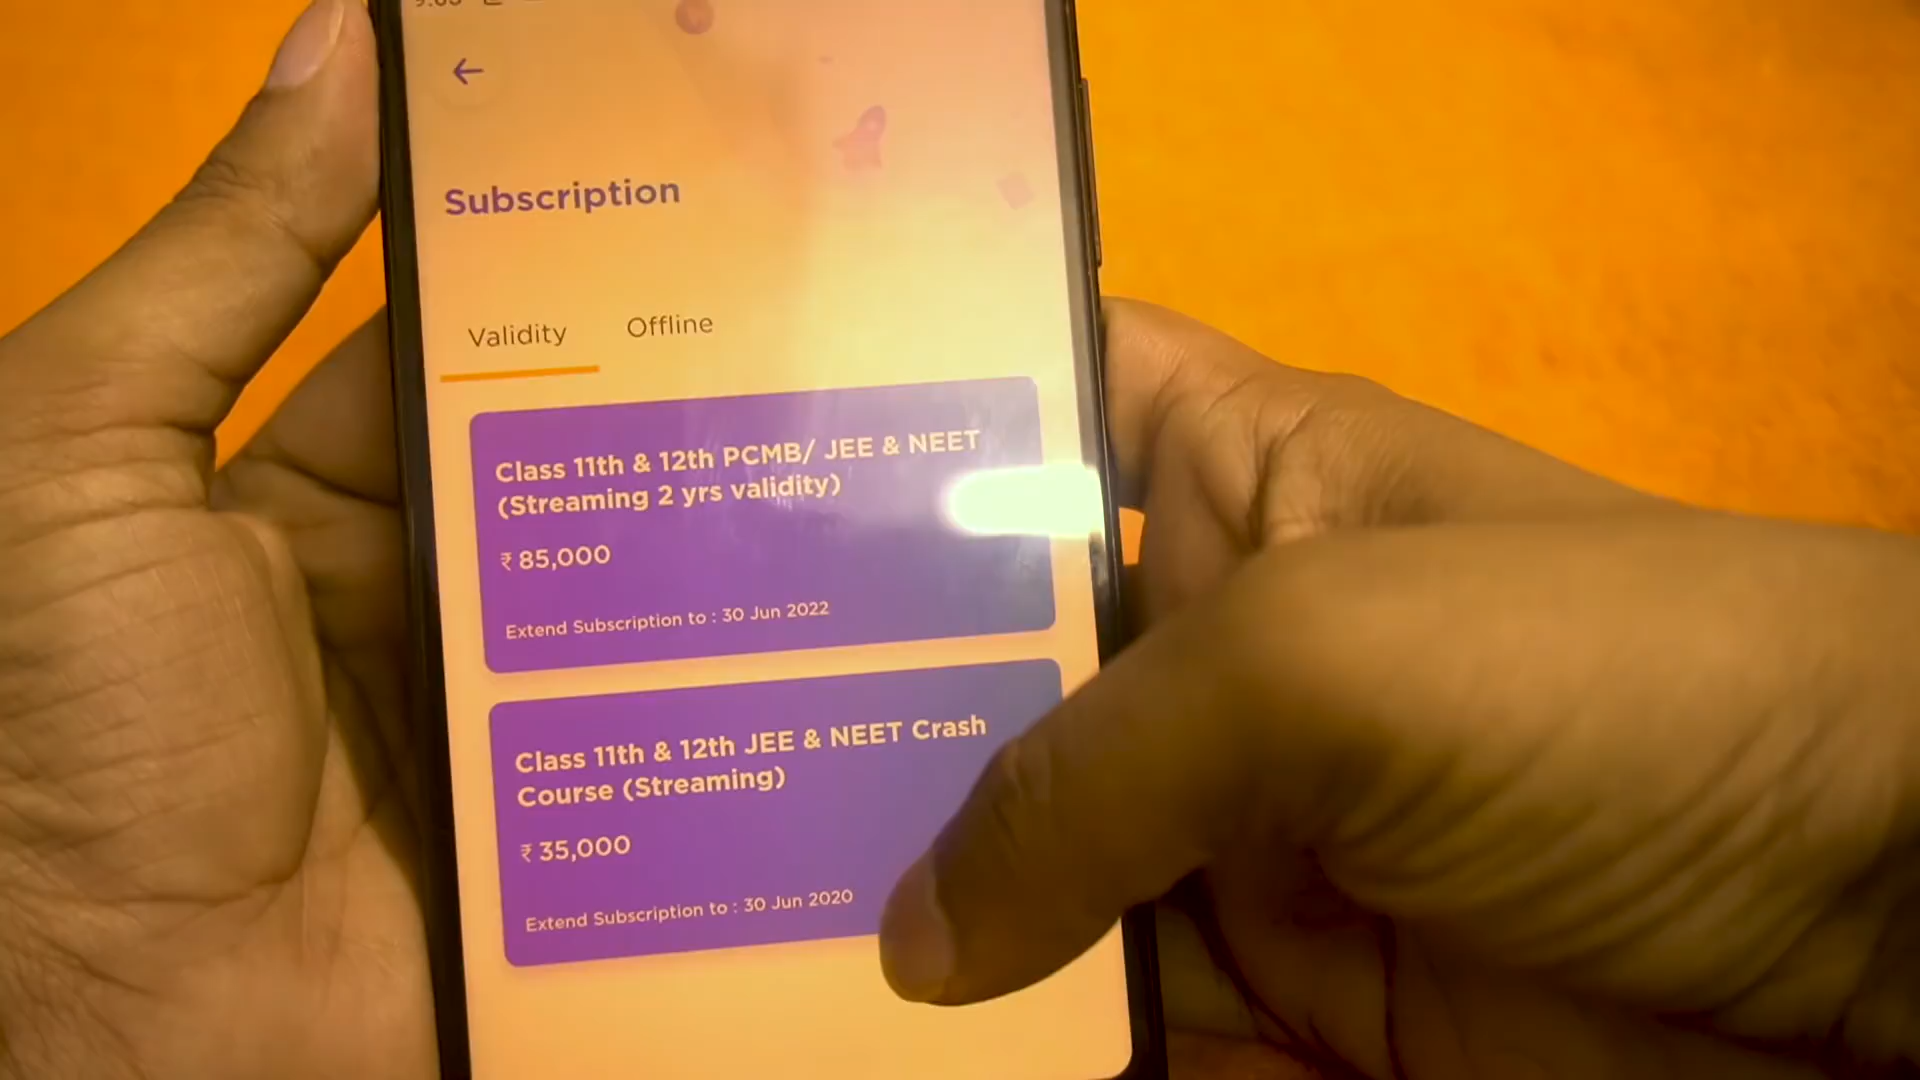 Subscription
Validity Offline
Class 11th & 12th PCMB/ JEE & NEET
(Streaming 2 yrs validity)
₹ 85,000
Extend Subscription to : 30 Jun 2022
Class 11th & 12th JEE & NEET Crash
Course (Streaming)
₹ 35,000
Extend Subscription to : 30 Jun 2020